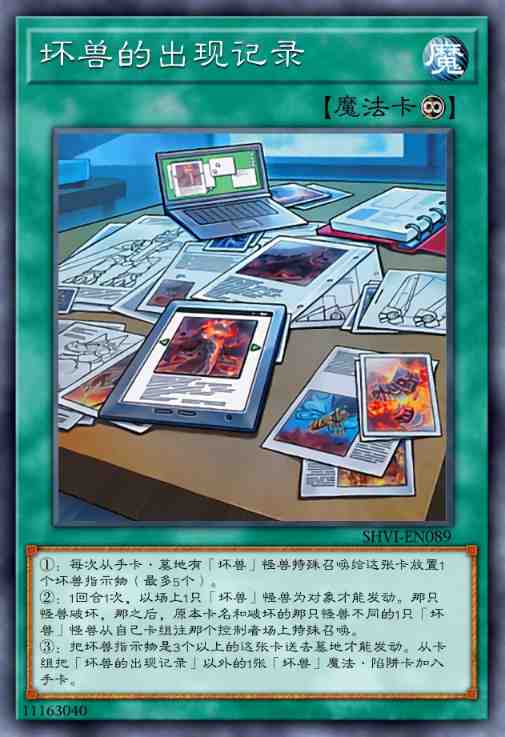 坏兽的出现记录
魔
【魔法卡】
SHVI-EN089
①：每次从手卡・墓地有「坏兽」怪兽特殊召唤给这张卡放置1
个坏兽指示物（最多5个）。
②：1回合1次，以场上1只「坏兽」怪兽为对象才能发动。那只
怪兽破坏，那之后，原本卡名和破坏的那只怪兽不同的1只「坏
兽」怪兽从自己卡组往那个控制者场上特殊召唤。
③：把坏兽指示物是3个以上的这张卡送去墓地才能发动。从卡
组把「坏兽的出现记录」以外的1张「坏兽」魔法・陷阱卡加入
手卡。
11163040